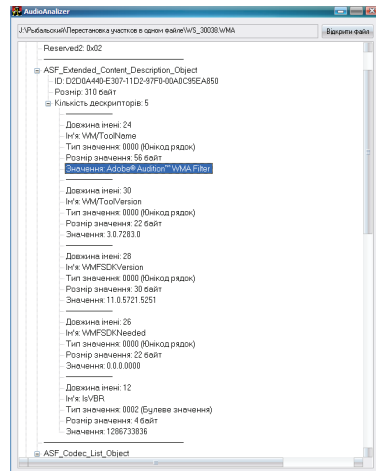 AudioAnalizer
J:\Рыбальский\Перестановка участков в одном файле\WS_30038.WMA
Відкрити файл
Reserved2: 0x02
ASF_Extended_Content_Description_Object
ID: D2D0A440-E307-11D2-97F0-00A0C95EA850
Розмір: 310 байт
Кількість дескрипторів: 5
Довжина імені: 24
Ім'я: WM/ToolName
Тип значення: 0000 (Юнікод рядок)
Розмір значення: 56 байт
Значення: Adobe® Audition™ WMA Filter
Довжина імені: 30
Ім'я: WM/ToolVersion
Тип значення: 0000 (Юнікод рядок)
Розмір значення: 22 байт
Значення: 3.0.7283.0
Довжина імені: 28
Ім'я: WMFSDKVersion
Тип значення: 0000 (Юнікод рядок)
Розмір значення: 30 байт
Значення: 11.0.5721.5251
Довжина імені: 26
Ім'я: WMFSDKNeeded
Тип значення: 0000 (Юнікод рядок)
Розмір значення: 22 байт
Значення: 0.0.0.0000
Довжина імені: 12
Ім'я: IsVBR
Тип значення: 0002 (Булеве значення)
Розмір значення: 4 байт
Значення: 1286733836
ASF_Codec_List_Object